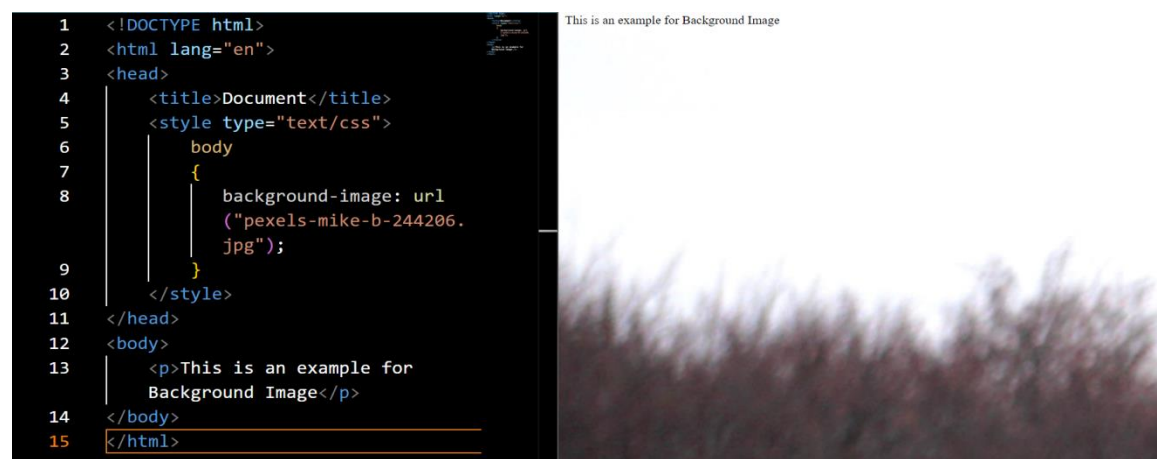 1 <!DOCTYPE html>
2 <html lang="en">
3 <head>
4 <title>Document</title>
5 <style type="text/css">
6 body
7 {
8 background-image: url
("pexels-mike-b-244206.
jpg");
9 }
10 </style>
11 </head>
12 <body>
13 <p>This is an example for
Background Image</p>
14 </body>
15 </html>
This is an example for Background Image